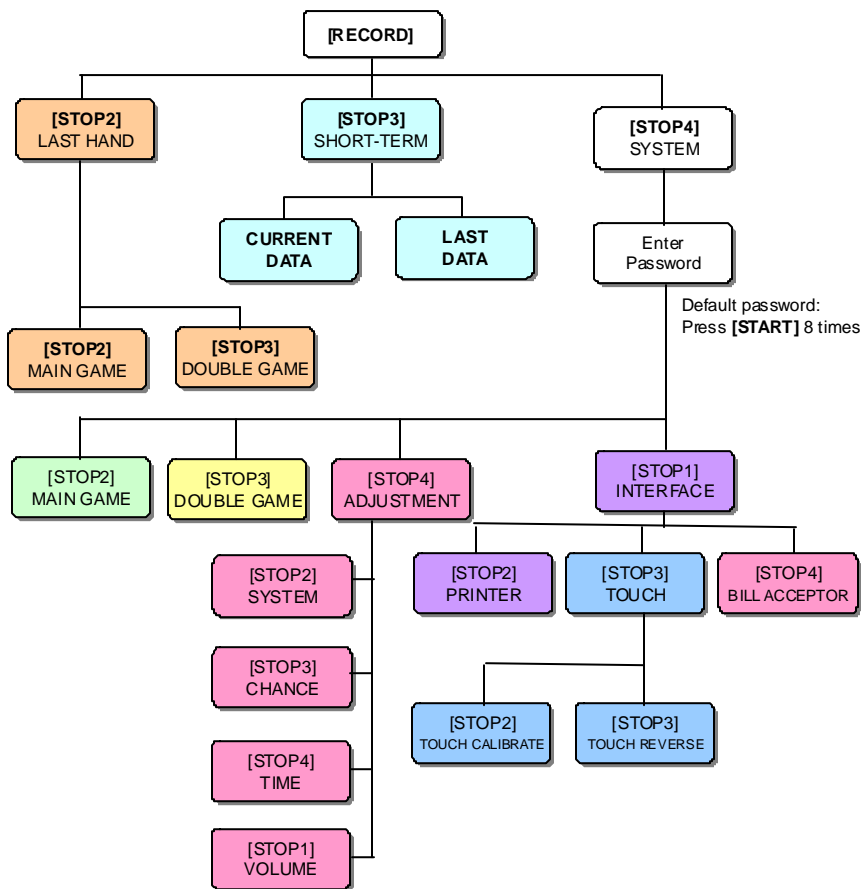 [RECORD]
[STOP2]
LAST HAND
[STOP3]
SHORT-TERM
[STOP4]
SYSTEM
CURRENT
DATA
LAST
DATA
Enter
Password
Default password:
Press [START] 8 times
[STOP2]
MAIN GAME
[STOP3]
DOUBLE GAME
[STOP2]
MAIN GAME
[STOP3]
DOUBLE GAME
[STOP4]
ADJUSTMENT
[STOP1]
INTERFACE
[STOP2]
SYSTEM
[STOP3]
CHANCE
[STOP4]
TIME
[STOP1]
VOLUME
[STOP2]
PRINTER
[STOP3]
TOUCH
[STOP4]
BILL ACCEPTOR
[STOP2]
TOUCH CALIBRATE
[STOP3]
TOUCH REVERSE